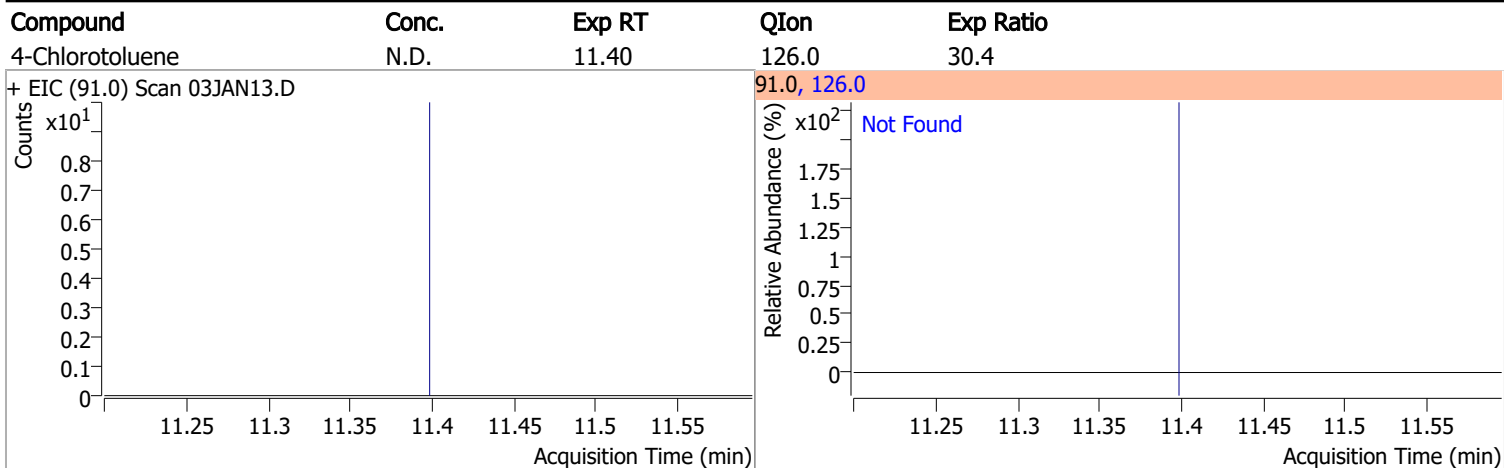 Compound Conc. Exp RT QIon Exp Ratio
4-Chlorotoluene N.D. 11.40 126.0 30.4
+ EIC (91.0) Scan 03JAN13.D
Counts
x10¹
0.8
0.7
0.6
0.5
0.4
0.3
0.2
0.1
0
11.25 11.3 11.35 11.4 11.45 11.5 11.55
Acquisition Time (min)
91.0, 126.0
Relative Abundance (%)
x10²
Not Found
1.75
1.5
1.25
1
0.75
0.5
0.25
0
11.25 11.3 11.35 11.4 11.45 11.5 11.55
Acquisition Time (min)